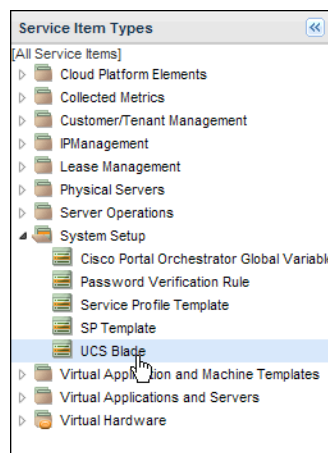 Service Item Types
[All Service Items]
Cloud Platform Elements
Collected Metrics
Customer/Tenant Management
IPManagement
Lease Management
Physical Servers
Server Operations
System Setup
Cisco Portal Orchestrator Global Variabl
Password Verification Rule
Service Profile Template
SP Template
UCS Blade
Virtual Application and Machine Templates
Virtual Applications and Servers
Virtual Hardware